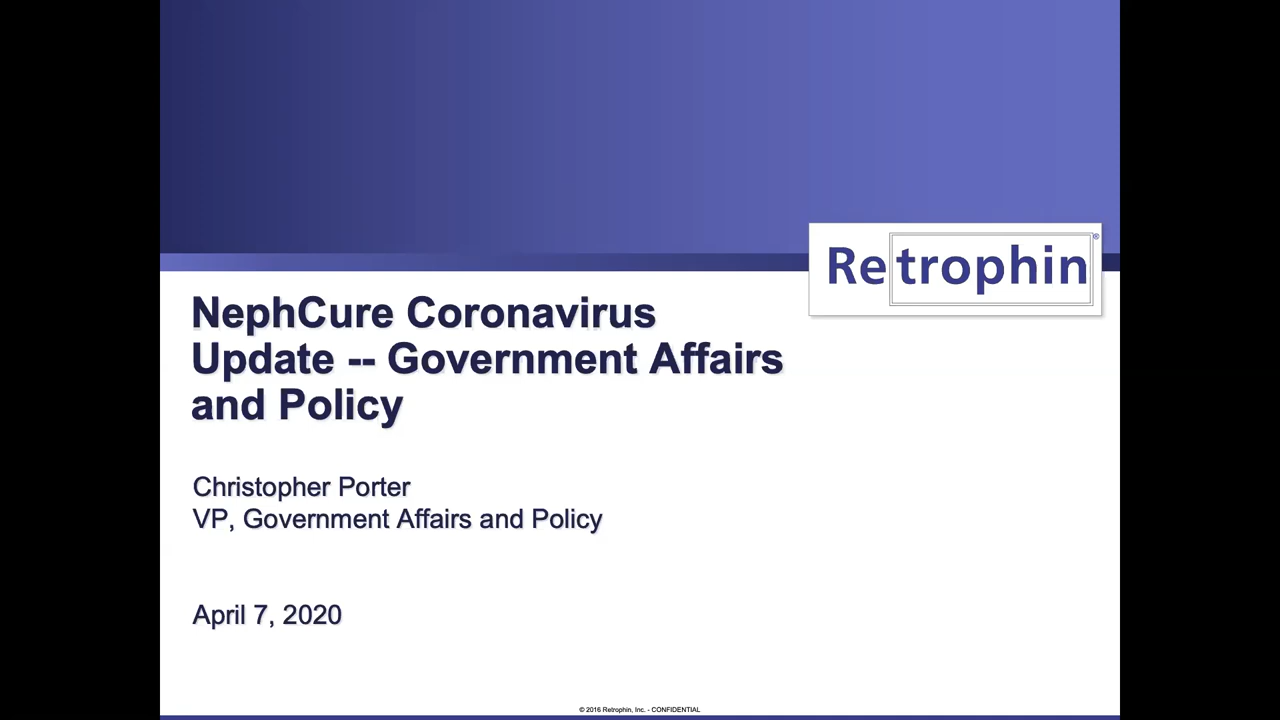 Retrophin®
NephCure Coronavirus
Update -- Government Affairs
and Policy
Christopher Porter
VP, Government Affairs and Policy
April 7, 2020
© 2016 Retrophin, Inc. - CONFIDENTIAL